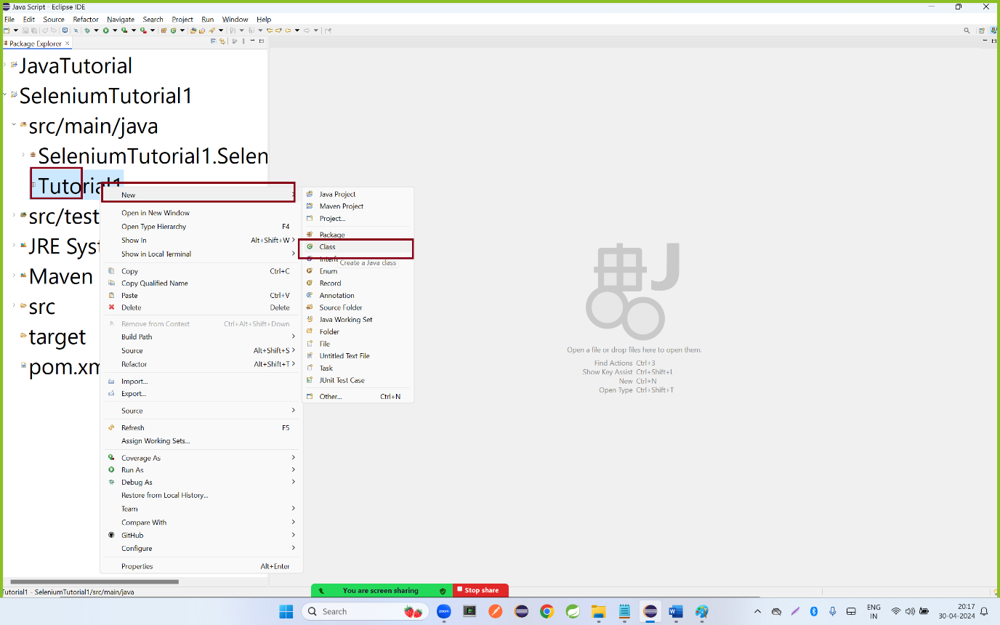 Java Script - Eclipse IDE
File Edit Source Refactor Navigate Search Project Run Window Help
Package Explorer
JavaTutorial
SeleniumTutorial1
src/main/java
SeleniumTutorial1.Selen
Tutorial1
src/test
JRE Syst
Maven
src
target
pom.xm
New
Open in New Window
Open Type Hierarchy F4
Show In Alt+Shift+W
Show in Local Terminal
Copy Ctrl+C
Copy Qualified Name
Paste Ctrl+V
Delete Delete
Remove from Context Ctrl+Alt+Shift+Down
Build Path
Source Alt+Shift+S
Refactor Alt+Shift+T
Import...
Export...
Source
Refresh F5
Assign Working Sets...
Coverage As
Run As
Debug As
Restore from Local History...
Team
Compare With
GitHub
Configure
Properties Alt+Enter
Java Project
Maven Project
Project...
Package
Class
Create a Java class
Enum
Record
Annotation
Source Folder
Java Working Set
Folder
File
Untitled Text File
Task
JUnit Test Case
Other... Ctrl+N
Open a file or drop files here to open them.
Find Actions Ctrl+3
Show Key Assist Ctrl+Shift+L
New Ctrl+N
Open Type Ctrl+Shift+T
Tutorial1 - SeleniumTutorial1/src/main/java
You are screen sharing Stop share
Search
zoom
ENG
IN
20:17
30-04-2024